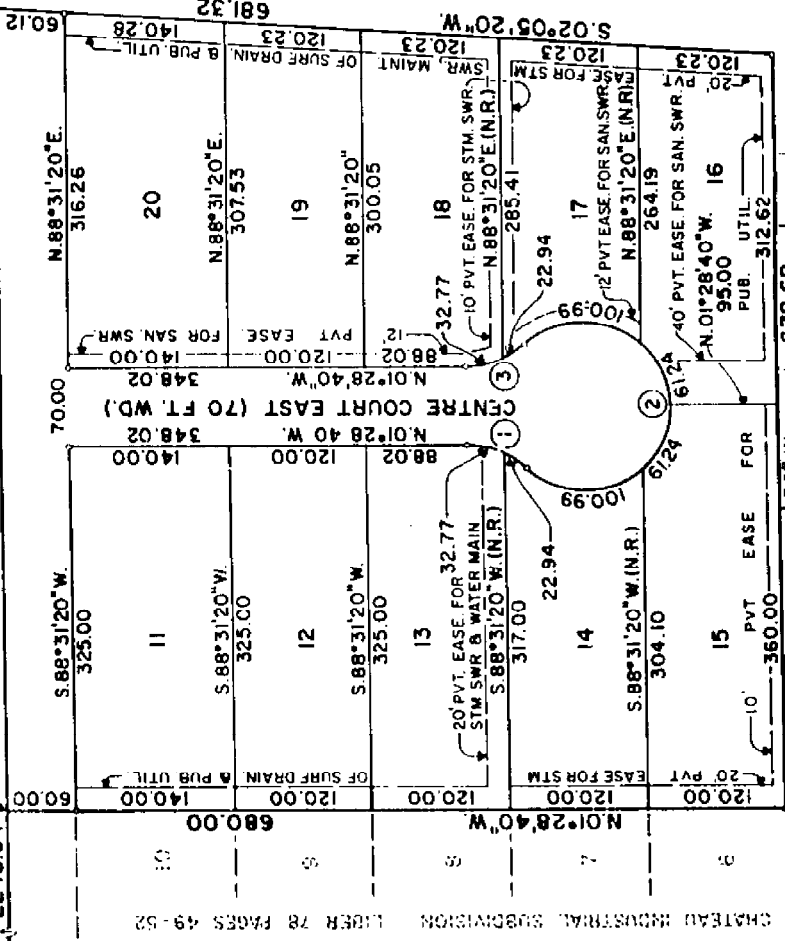 60.12
681.32
S.02°05'20"W.
140.28
120.23
120.23
120.23
120.23
& PUB. UTIL.
OF SURF DRAIN.
SWR, MAINT
EASE. FOR STM
20' PVT.
N.88°31'20"E.
316.26
20
N.88°31'20"E.
307.53
19
N.88°31'20"
300.05
18
10' PVT. EASE. FOR STM. SWR.
N.88°31'20"E.(N.R.)
285.41
17
12' PVT EASE. FOR SAN. SWR.
N.88°31'20"E.(N.R)
264.19
16
40' PVT. EASE. FOR SAN. SWR.
N.01°28'40"W.
95.00
PUB. UTIL.
312.62
12' PVT EASE. FOR SAN. SWR.
140.00
120.00
88.02
32.77
22.94
100.99
61.24
348.02
N.01°28'40"W.
70.00
CENTRE COURT EAST (70 FT. WD.)
1
2
3
348.02
N.01°28 40 W.
140.00
120.00
88.02
32.77
22.94
100.99
61.24
S.88°31'20"W.
325.00
11
S.88°31'20"W.
325.00
12
S.88°31'20"W.
325.00
13
20' PVT. EASE. FOR
STM SWR & WATER MAIN
S.88°31'20"W.(N.R.)
317.00
14
S.88°31'20"W.(N.R.)
304.10
15
10' PVT EASE FOR
360.00
& PUB UTIL.
OF SURF DRAIN.
EASE FOR STM
20' PVT
60.00
140.00
120.00
120.00
120.00
120.00
680.00
N.01°28'40"W.
CHATEAU INDUSTRIAL SUBDIVISION LIBER 78 PAGES 49-52